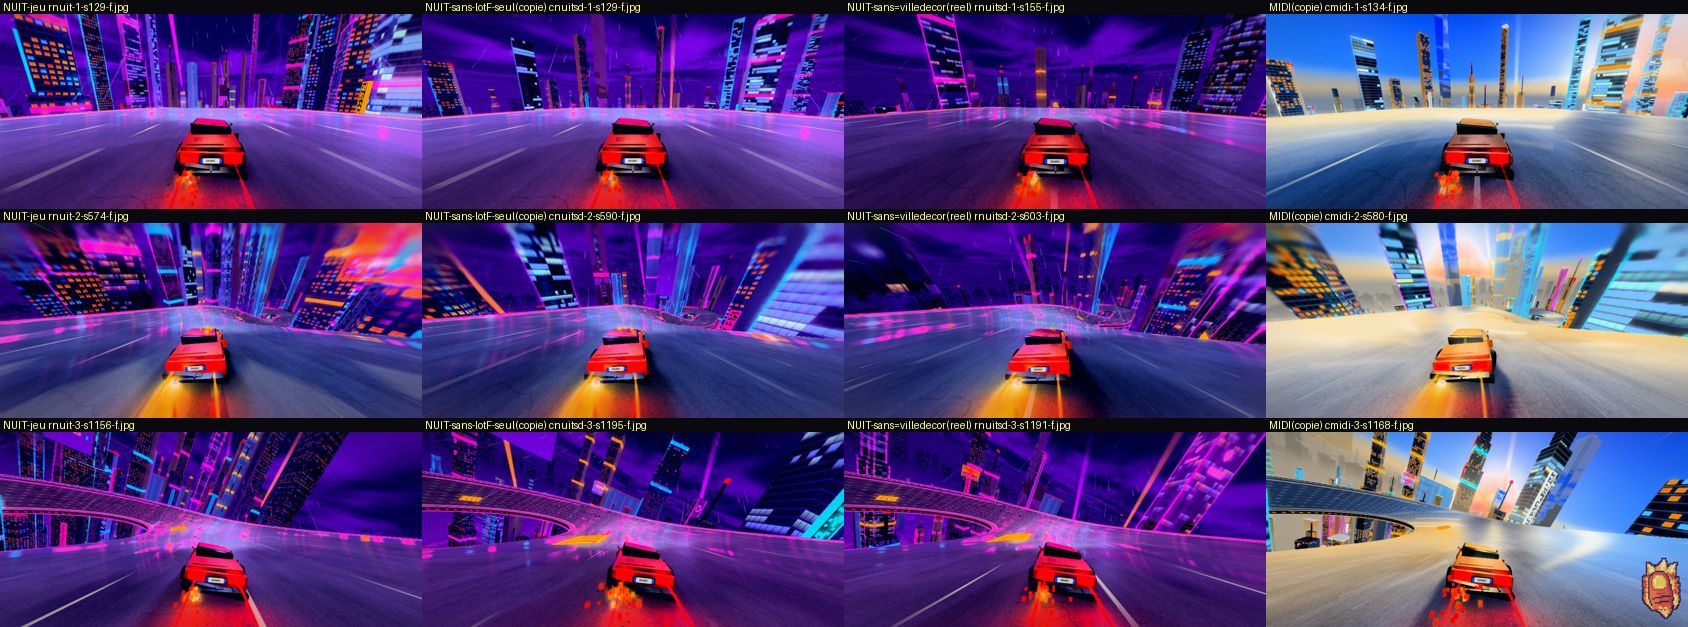 NUIT-jeu rnuit-1-s129-f.jpg
NUIT-sans-lotF-seul(copie) cnuitsd-1-s129-f.jpg
NUIT-sans=villedecor(reel) rnuitsd-1-s155-f.jpg
MIDI(copie) cmidi-1-s134-f.jpg
NUIT-jeu rnuit-2-s574-f.jpg
NUIT-sans-lotF-seul(copie) cnuitsd-2-s590-f.jpg
NUIT-sans=villedecor(reel) rnuitsd-2-s603-f.jpg
MIDI(copie) cmidi-2-s580-f.jpg
NUIT-jeu rnuit-3-s1156-f.jpg
NUIT-sans-lotF-seul(copie) cnuitsd-3-s1195-f.jpg
NUIT-sans=villedecor(reel) rnuitsd-3-s1191-f.jpg
MIDI(copie) cmidi-3-s1168-f.jpg